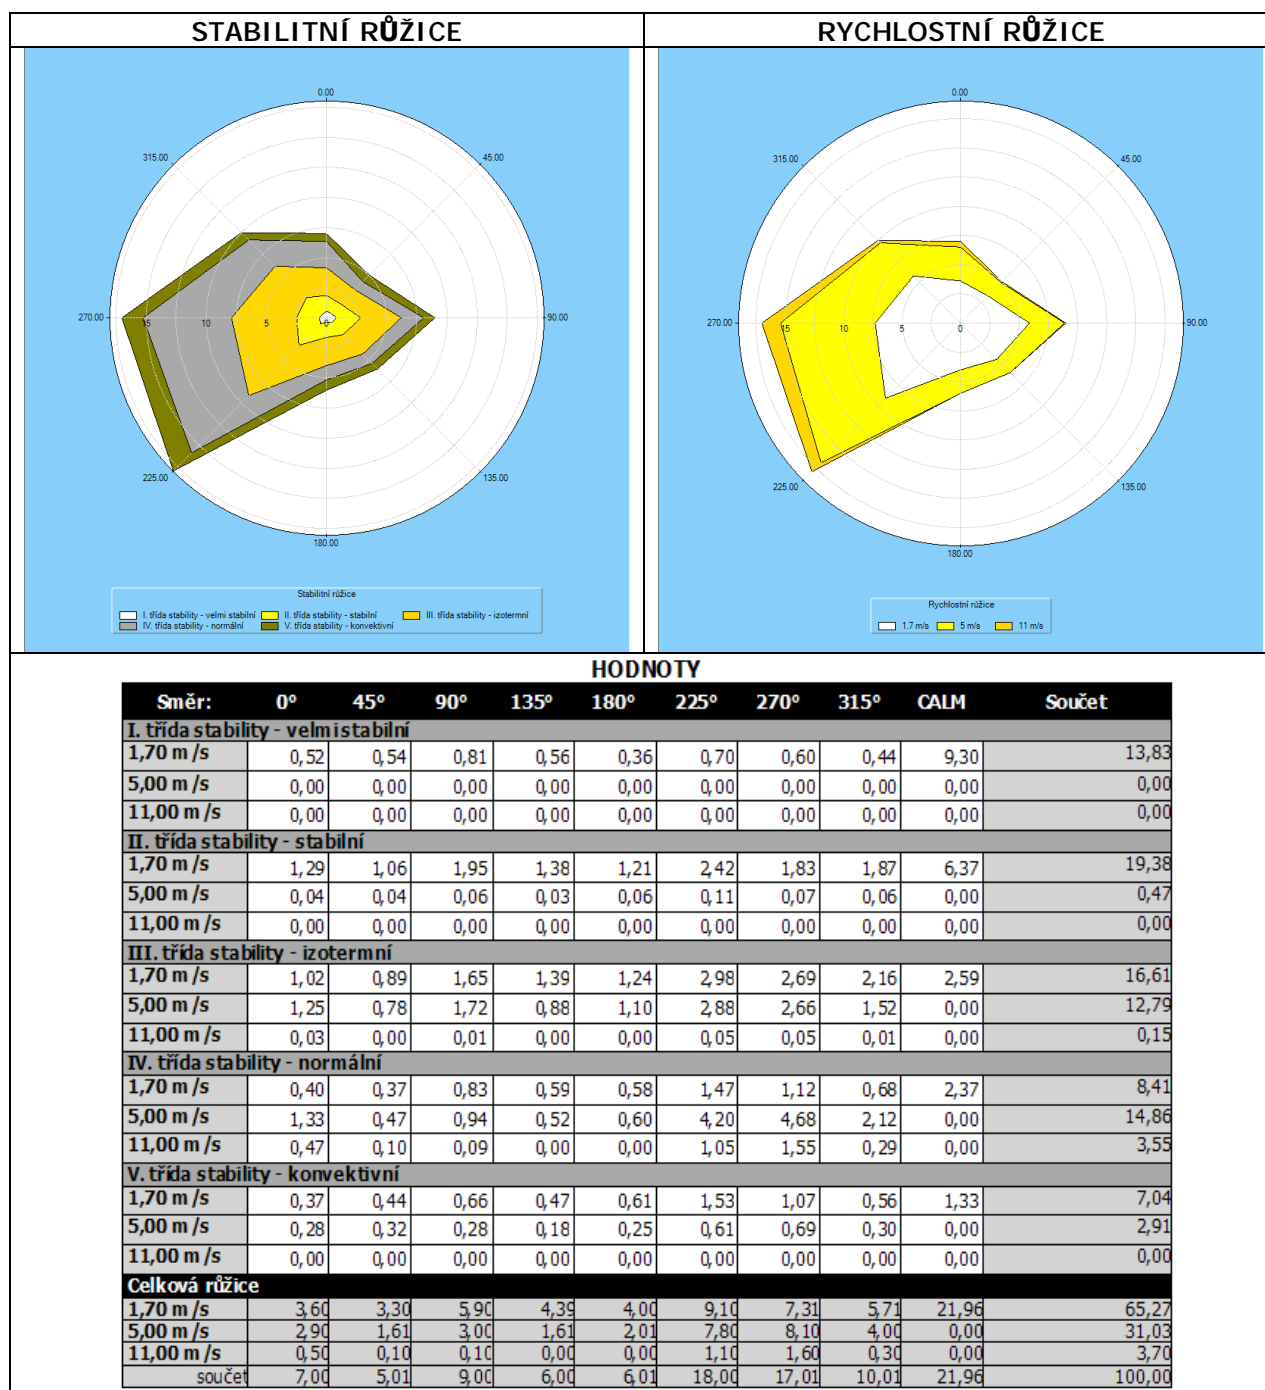 STABILITNÍ RŮŽICE
RYCHLOSTNÍ RŮŽICE
0.00
315.00
45.00
270.00
15
10
5
0
90.00
225.00
135.00
180.00
Stabilitní růžice
I. třída stability - velmi stabilní
II. třída stability - stabilní
III. třída stability - izotermní
IV. třída stability - normální
V. třída stability - konvektivní
0.00
315.00
45.00
270.00
15
10
5
0
90.00
225.00
135.00
180.00
Rychlostní růžice
1.7 m/s
5 m/s
11 m/s
HODNOTY
Směr: 0° 45° 90° 135° 180° 225° 270° 315° CALM Součet
I. třída stability - velmi stabilní
1,70 m/s 0,52 0,54 0,81 0,56 0,36 0,70 0,60 0,44 9,30 13,83
5,00 m/s 0,00 0,00 0,00 0,00 0,00 0,00 0,00 0,00 0,00 0,00
11,00 m/s 0,00 0,00 0,00 0,00 0,00 0,00 0,00 0,00 0,00 0,00
II. třída stability - stabilní
1,70 m/s 1,29 1,06 1,95 1,38 1,21 2,42 1,83 1,87 6,37 19,38
5,00 m/s 0,04 0,04 0,06 0,03 0,06 0,11 0,07 0,06 0,00 0,47
11,00 m/s 0,00 0,00 0,00 0,00 0,00 0,00 0,00 0,00 0,00 0,00
III. třída stability - izotermní
1,70 m/s 1,02 0,89 1,65 1,39 1,24 2,98 2,69 2,16 2,59 16,61
5,00 m/s 1,25 0,78 1,72 0,88 1,10 2,88 2,66 1,52 0,00 12,79
11,00 m/s 0,03 0,00 0,01 0,00 0,00 0,05 0,05 0,01 0,00 0,15
IV. třída stability - normální
1,70 m/s 0,40 0,37 0,83 0,59 0,58 1,47 1,12 0,68 2,37 8,41
5,00 m/s 1,33 0,47 0,94 0,52 0,60 4,20 4,68 2,12 0,00 14,86
11,00 m/s 0,47 0,10 0,09 0,00 0,00 1,05 1,55 0,29 0,00 3,55
V. třída stability - konvektivní
1,70 m/s 0,37 0,44 0,66 0,47 0,61 1,53 1,07 0,56 1,33 7,04
5,00 m/s 0,28 0,32 0,28 0,18 0,25 0,61 0,69 0,30 0,00 2,91
11,00 m/s 0,00 0,00 0,00 0,00 0,00 0,00 0,00 0,00 0,00 0,00
Celková růžice
1,70 m/s 3,60 3,30 5,90 4,39 4,00 9,10 7,31 5,71 21,96 65,27
5,00 m/s 2,90 1,61 3,00 1,61 2,01 7,80 8,10 4,00 0,00 31,03
11,00 m/s 0,50 0,10 0,10 0,00 0,00 1,10 1,60 0,30 0,00 3,70
součet 7,00 5,01 9,00 6,00 6,01 18,00 17,01 10,01 21,96 100,00